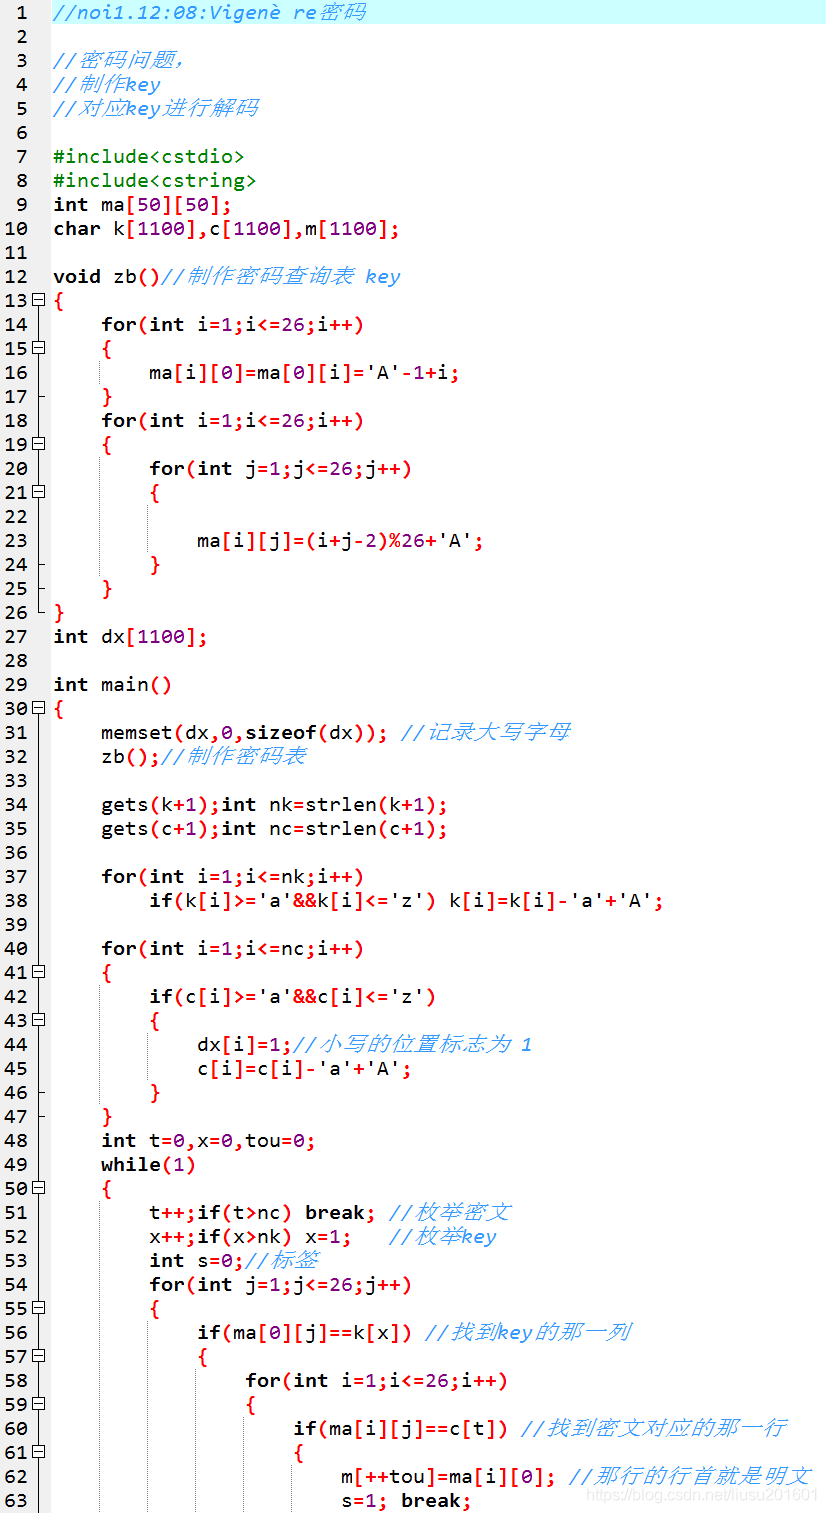 1 //noi1.12:08:Vigenè re密码
2
3 //密码问题,
4 //制作key
5 //对应key进行解码
6
7 #include<cstdio>
8 #include<cstring>
9 int ma[50][50];
10 char k[1100],c[1100],m[1100];
11
12 void zb()//制作密码查询表 key
13 {
14 for(int i=1;i<=26;i++)
15 {
16 ma[i][0]=ma[0][i]='A'-1+i;
17 }
18 for(int i=1;i<=26;i++)
19 {
20 for(int j=1;j<=26;j++)
21 {
22
23 ma[i][j]=(i+j-2)%26+'A';
24 }
25 }
26 }
27 int dx[1100];
28
29 int main()
30 {
31 memset(dx,0,sizeof(dx)); //记录大写字母
32 zb();//制作密码表
33
34 gets(k+1);int nk=strlen(k+1);
35 gets(c+1);int nc=strlen(c+1);
36
37 for(int i=1;i<=nk;i++)
38 if(k[i]>='a'&&k[i]<='z') k[i]=k[i]-'a'+'A';
39
40 for(int i=1;i<=nc;i++)
41 {
42 if(c[i]>='a'&&c[i]<='z')
43 {
44 dx[i]=1;//小写的位置标志为 1
45 c[i]=c[i]-'a'+'A';
46 }
47 }
48 int t=0,x=0,tou=0;
49 while(1)
50 {
51 t++;if(t>nc) break; //枚举密文
52 x++;if(x>nk) x=1; //枚举key
53 int s=0;//标签
54 for(int j=1;j<=26;j++)
55 {
56 if(ma[0][j]==k[x]) //找到key的那一列
57 {
58 for(int i=1;i<=26;i++)
59 {
60 if(ma[i][j]==c[t]) //找到密文对应的那一行
61 {
62 m[++tou]=ma[i][0]; //那行的行首就是明文
63 s=1; break;
https://blog.csdn.net/liusu201601